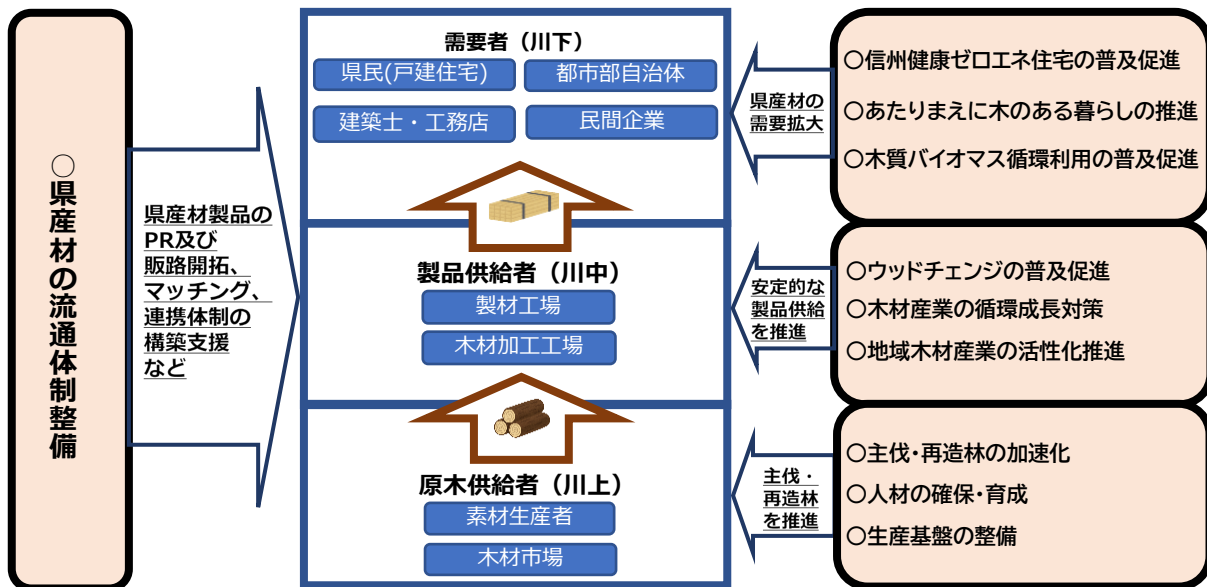 ○県産材の流通体制整備
県産材製品の
PR及び
販路開拓、
マッチング、
連携体制の
構築支援
など
需要者（川下）
県民(戸建住宅)
都市部自治体
建築士・工務店
民間企業
製品供給者（川中）
製材工場
木材加工工場
原木供給者（川上）
素材生産者
木材市場
県産材の
需要拡大
○信州健康ゼロエネ住宅の普及促進
○あたりまえに木のある暮らしの推進
○木質バイオマス循環利用の普及促進
安定的な
製品供給
を推進
○ウッドチェンジの普及促進
○木材産業の循環成長対策
○地域木材産業の活性化推進
主伐・
再造林
を推進
○主伐・再造林の加速化
○人材の確保・育成
○生産基盤の整備